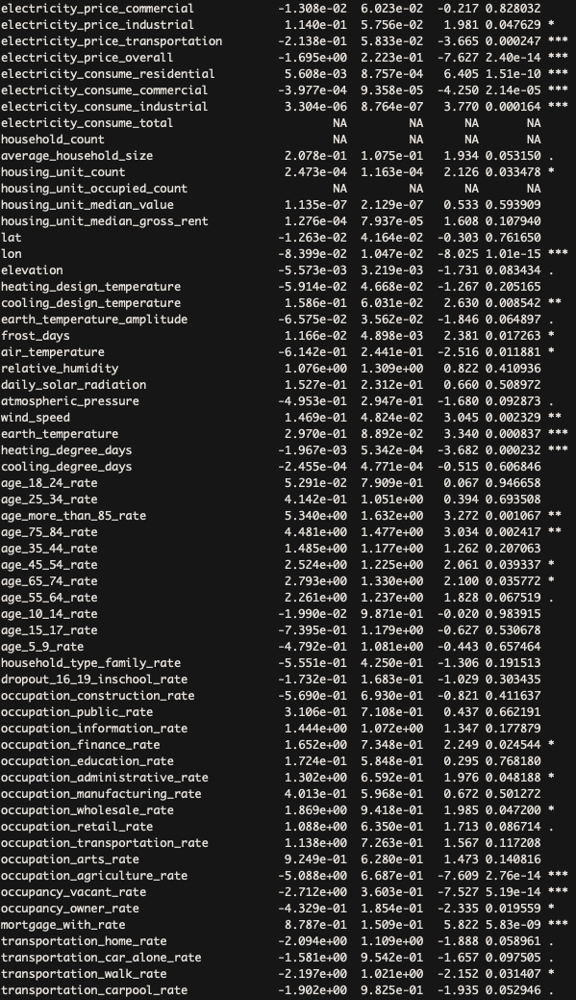 electricity_price_commercial -1.308e-02 6.023e-02 -0.217 0.828032
electricity_price_industrial 1.140e-01 5.756e-02 1.981 0.047629 *
electricity_price_transportation -2.138e-01 5.833e-02 -3.665 0.000247 ***
electricity_price_overall -1.695e+00 2.223e-01 -7.627 2.40e-14 ***
electricity_consume_residential 5.608e-03 8.757e-04 6.405 1.51e-10 ***
electricity_consume_commercial -3.977e-04 9.358e-05 -4.250 2.14e-05 ***
electricity_consume_industrial 3.304e-06 8.764e-07 3.770 0.000164 ***
electricity_consume_total NA NA NA NA
household_count NA NA NA NA
average_household_size 2.078e-01 1.075e-01 1.934 0.053150 .
housing_unit_count 2.473e-04 1.163e-04 2.126 0.033478 *
housing_unit_occupied_count NA NA NA NA
housing_unit_median_value 1.135e-07 2.129e-07 0.533 0.593909
housing_unit_median_gross_rent 1.276e-04 7.937e-05 1.608 0.107940
lat -1.263e-02 4.164e-02 -0.303 0.761650
lon -8.399e-02 1.047e-02 -8.025 1.01e-15 ***
elevation -5.573e-03 3.219e-03 -1.731 0.083434 .
heating_design_temperature -5.914e-02 4.668e-02 -1.267 0.205165
cooling_design_temperature 1.586e-01 6.031e-02 2.630 0.008542 **
earth_temperature_amplitude -6.575e-02 3.562e-02 -1.846 0.064897 .
frost_days 1.166e-02 4.898e-03 2.381 0.017263 *
air_temperature -6.142e-01 2.441e-01 -2.516 0.011881 *
relative_humidity 1.076e+00 1.309e+00 0.822 0.410936
daily_solar_radiation 1.527e-01 2.312e-01 0.660 0.508972
atmospheric_pressure -4.953e-01 2.947e-01 -1.680 0.092873 .
wind_speed 1.469e-01 4.824e-02 3.045 0.002329 **
earth_temperature 2.970e-01 8.892e-02 3.340 0.000837 ***
heating_degree_days -1.967e-03 5.342e-04 -3.682 0.000232 ***
cooling_degree_days -2.455e-04 4.771e-04 -0.515 0.606846
age_18_24_rate 5.291e-02 7.909e-01 0.067 0.946658
age_25_34_rate 4.142e-01 1.051e+00 0.394 0.693508
age_more_than_85_rate 5.340e+00 1.632e+00 3.272 0.001067 **
age_75_84_rate 4.481e+00 1.477e+00 3.034 0.002417 **
age_35_44_rate 1.485e+00 1.177e+00 1.262 0.207063
age_45_54_rate 2.524e+00 1.225e+00 2.061 0.039337 *
age_65_74_rate 2.793e+00 1.330e+00 2.100 0.035772 *
age_55_64_rate 2.261e+00 1.237e+00 1.828 0.067519 .
age_10_14_rate -1.990e-02 9.871e-01 -0.020 0.983915
age_15_17_rate -7.395e-01 1.179e+00 -0.627 0.530678
age_5_9_rate -4.792e-01 1.081e+00 -0.443 0.657464
household_type_family_rate -5.551e-01 4.250e-01 -1.306 0.191513
dropout_16_19_inschool_rate -1.732e-01 1.683e-01 -1.029 0.303435
occupation_construction_rate -5.690e-01 6.930e-01 -0.821 0.411637
occupation_public_rate 3.106e-01 7.108e-01 0.437 0.662191
occupation_information_rate 1.444e+00 1.072e+00 1.347 0.177879
occupation_finance_rate 1.652e+00 7.348e-01 2.249 0.024544 *
occupation_education_rate 1.724e-01 5.848e-01 0.295 0.768180
occupation_administrative_rate 1.302e+00 6.592e-01 1.976 0.048188 *
occupation_manufacturing_rate 4.013e-01 5.968e-01 0.672 0.501272
occupation_wholesale_rate 1.869e+00 9.418e-01 1.985 0.047200 *
occupation_retail_rate 1.088e+00 6.350e-01 1.713 0.086714 .
occupation_transportation_rate 1.138e+00 7.263e-01 1.567 0.117208
occupation_arts_rate 9.249e-01 6.280e-01 1.473 0.140816
occupation_agriculture_rate -5.088e+00 6.687e-01 -7.609 2.76e-14 ***
occupancy_vacant_rate -2.712e+00 3.603e-01 -7.527 5.19e-14 ***
occupancy_owner_rate -4.329e-01 1.854e-01 -2.335 0.019559 *
mortgage_with_rate 8.787e-01 1.509e-01 5.822 5.83e-09 ***
transportation_home_rate -2.094e+00 1.109e+00 -1.888 0.058961 .
transportation_car_alone_rate -1.581e+00 9.542e-01 -1.657 0.097505 .
transportation_walk_rate -2.197e+00 1.021e+00 -2.152 0.031407 *
transportation_carpool_rate -1.902e+00 9.825e-01 -1.935 0.052946 .